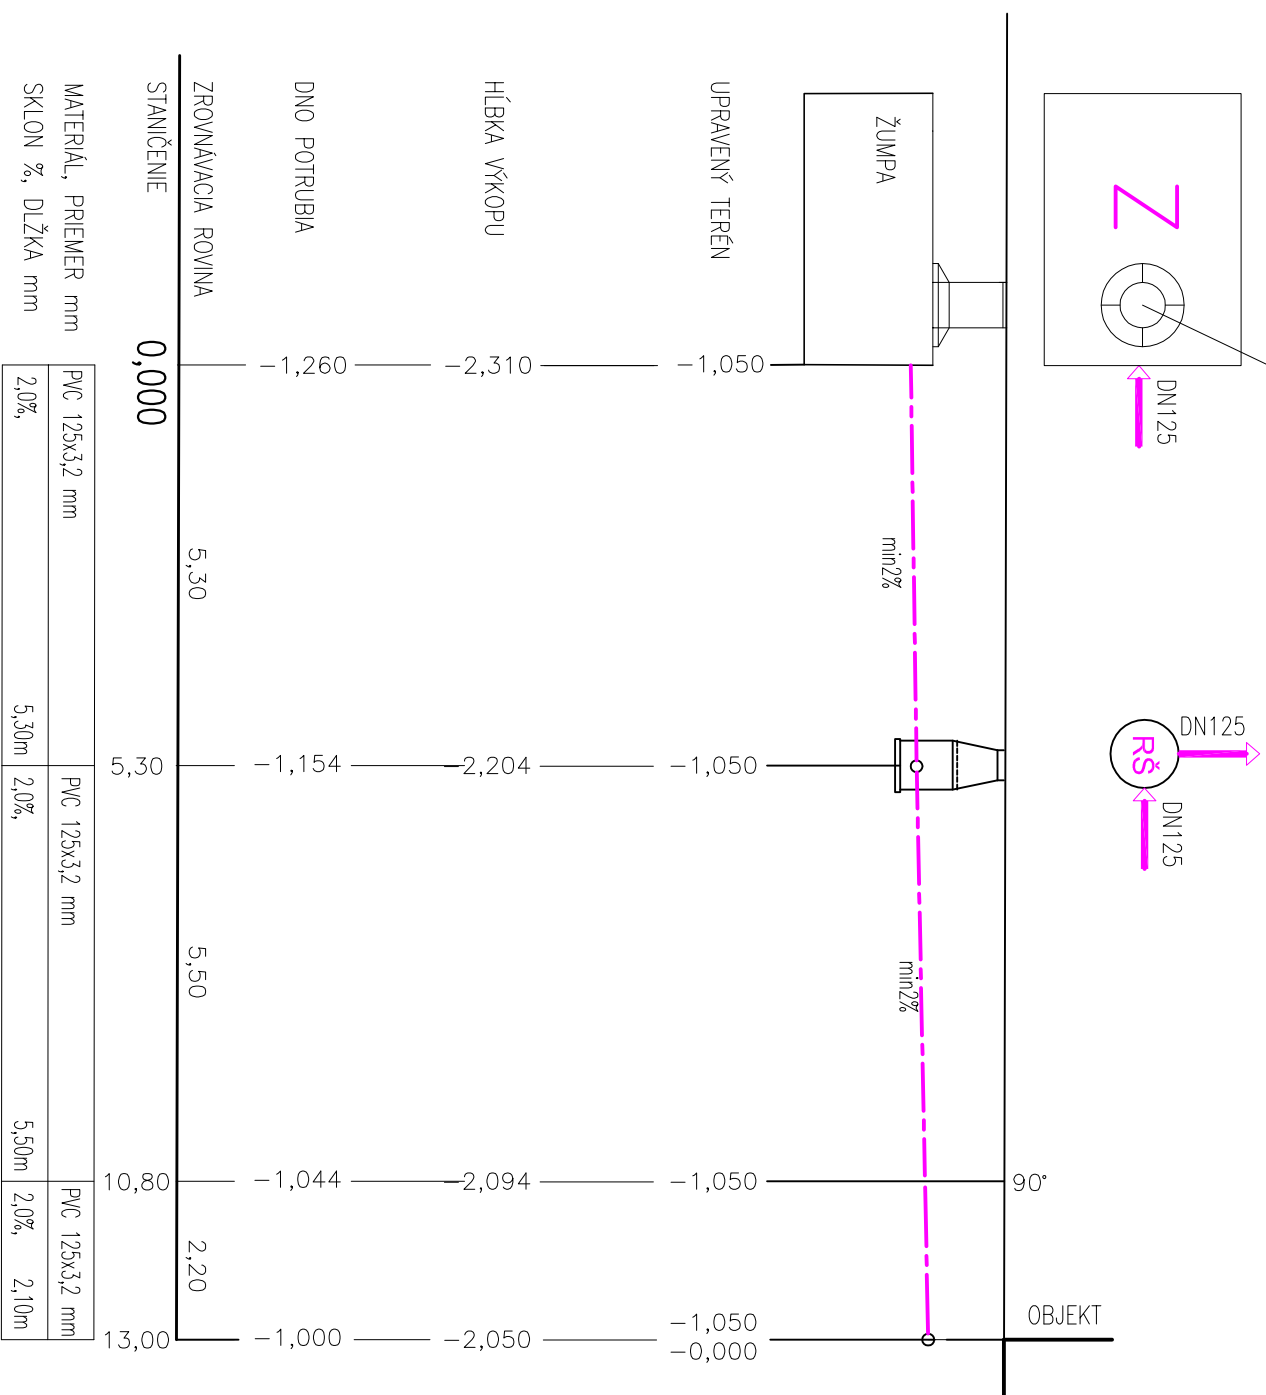 Z
DN125
DN125
RŠ
DN125
90°
OBJEKT
ŽUMPA
min2%
min2%
UPRAVENÝ TERÉN
-1,050
-1,050
-1,050
-1,050
-0,000
HĹBKA VÝKOPU
-2,310
-2,204
-2,094
-2,050
DNO POTRUBIA
-1,260
-1,154
-1,044
-1,000
ZROVNÁVACIA ROVINA
5,30
5,50
2,20
STANIČENIE
0,000
5,30
10,80
13,00
MATERIÁL, PRIEMER mm
PVC 125x3,2 mm
PVC 125x3,2 mm
PVC 125x3,2 mm
SKLON %, DLŽKA mm
2,0%, 5,30m
2,0%, 5,50m
2,0%, 2,10m